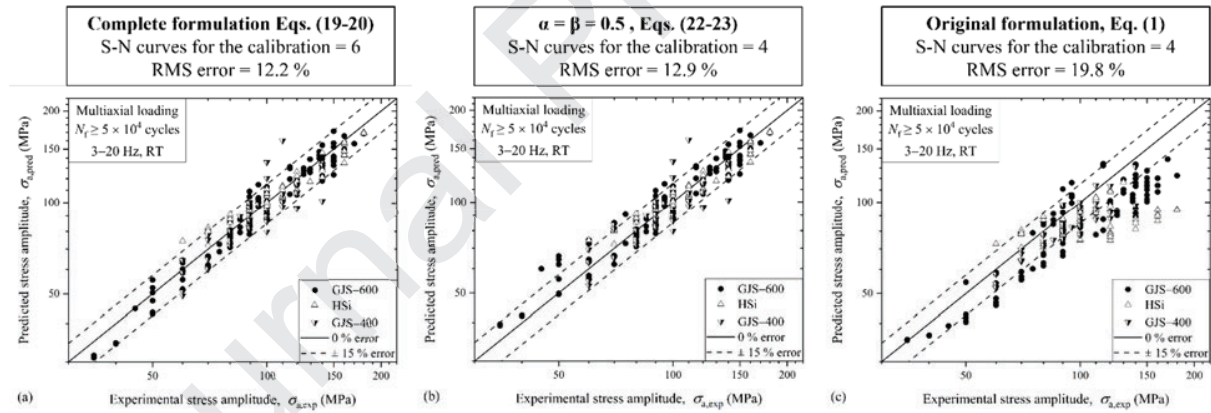 Complete formulation Eqs. (19-20)
S-N curves for the calibration = 6
RMS error = 12.2 %
Multiaxial loading
Nf ≥ 5 × 10⁴ cycles
3–20 Hz, RT
200
150
100
50
Predicted stress amplitude, σa,pred (MPa)
GJS–600
HSi
GJS–400
0 % error
± 15 % error
50
100
150
200
(a)
Experimental stress amplitude, σa,exp (MPa)
α = β = 0.5 , Eqs. (22-23)
S-N curves for the calibration = 4
RMS error = 12.9 %
Multiaxial loading
Nf ≥ 5 × 10⁴ cycles
3–20 Hz, RT
200
150
100
50
Predicted stress amplitude, σa,pred (MPa)
GJS–600
HSi
GJS–400
0 % error
± 15 % error
50
100
150
200
(b)
Experimental stress amplitude, σa,exp (MPa)
Original formulation, Eq. (1)
S-N curves for the calibration = 4
RMS error = 19.8 %
Multiaxial loading
Nf ≥ 5 × 10⁴ cycles
3–20 Hz, RT
200
150
100
50
Predicted stress amplitude, σa,pred (MPa)
GJS–600
HSi
GJS–400
0 % error
± 15 % error
50
100
150
200
(c)
Experimental stress amplitude, σa,exp (MPa)